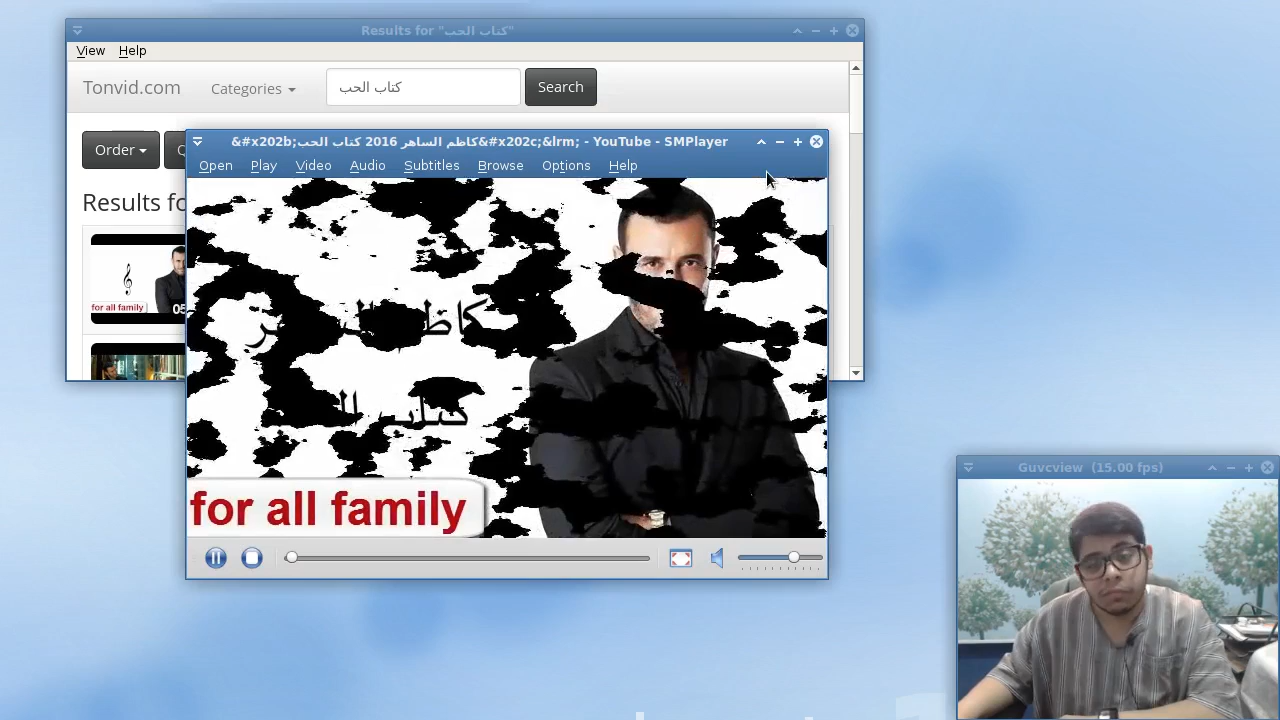 Results for "كتاب الحب"
View Help
Tonvid.com Categories كتاب الحب Search
Order
Results fo
&#x202b;كاظم الساهر 2016 كتاب الحب&#x202c;&lrm; - YouTube - SMPlayer
Open Play Video Audio Subtitles Browse Options Help
for all family
05
for all family
Guvcview (15.00 fps)